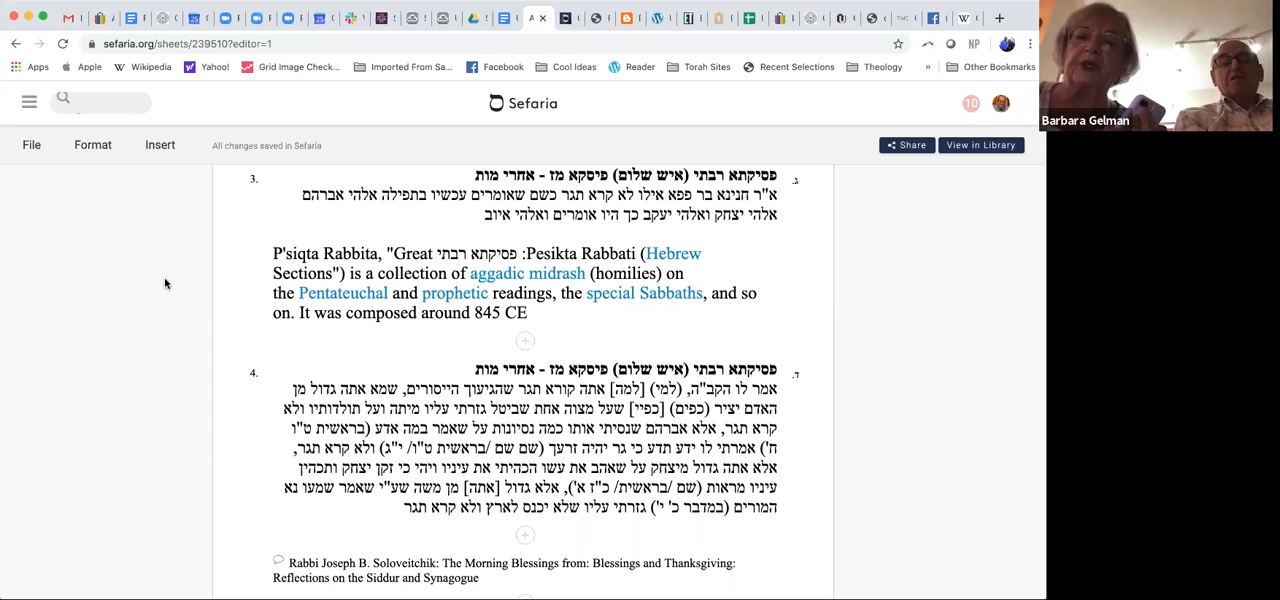 sefaria.org/sheets/239510?editor=1
NP
Apps Apple Wikipedia Yahoo! Grid Image Check... Imported From Sa... Facebook Cool Ideas Reader Torah Sites Recent Selections Theology » Other Bookmarks
Sefaria
10
File Format Insert All changes saved in Sefaria Share View in Library
Barbara Gelman
3.
ג.
פסיקתא רבתי (איש שלום) פיסקא מז - אחרי מות
א"ר חנינא בר פפא אילו לא קרא תגר כשם שאומרים עכשיו בתפילה אלהי אברהם
אלהי יצחק ואלהי יעקב כך היו אומרים ואלהי איוב
P'siqta Rabbita, "Great פסיקתא רבתי :Pesikta Rabbati (Hebrew
Sections") is a collection of aggadic midrash (homilies) on
the Pentateuchal and prophetic readings, the special Sabbaths, and so
on. It was composed around 845 CE
4.
ד.
פסיקתא רבתי (איש שלום) פיסקא מז - אחרי מות
אמר לו הקב"ה, (למי) [למה] אתה קורא תגר שהגיעוך הייסורים, שמא אתה גדול מן
האדם יציר (כפים) [כפיי] שעל מצוה אחת שביטל גזרתי עליו מיתה ועל תולדותיו ולא
קרא תגר, אלא אברהם שנסיתי אותו כמה נסיונות על שאמר במה אדע (בראשית ט"ו
ח') אמרתי לו ידע תדע כי גר יהיה זרעך (שם שם /בראשית ט"ו/ י"ג) ולא קרא תגר,
אלא אתה גדול מיצחק על שאהב את עשו הכהיתי את עיניו ויהי כי זקן יצחק ותכהין
עיניו מראות (שם /בראשית/ כ"ז א'), אלא גדול [אתה] מן משה שע"י שאמר שמעו נא
המורים (במדבר כ' י') גזרתי עליו שלא יכנס לארץ ולא קרא תגר
Rabbi Joseph B. Soloveitchik: The Morning Blessings from: Blessings and Thanksgiving:
Reflections on the Siddur and Synagogue